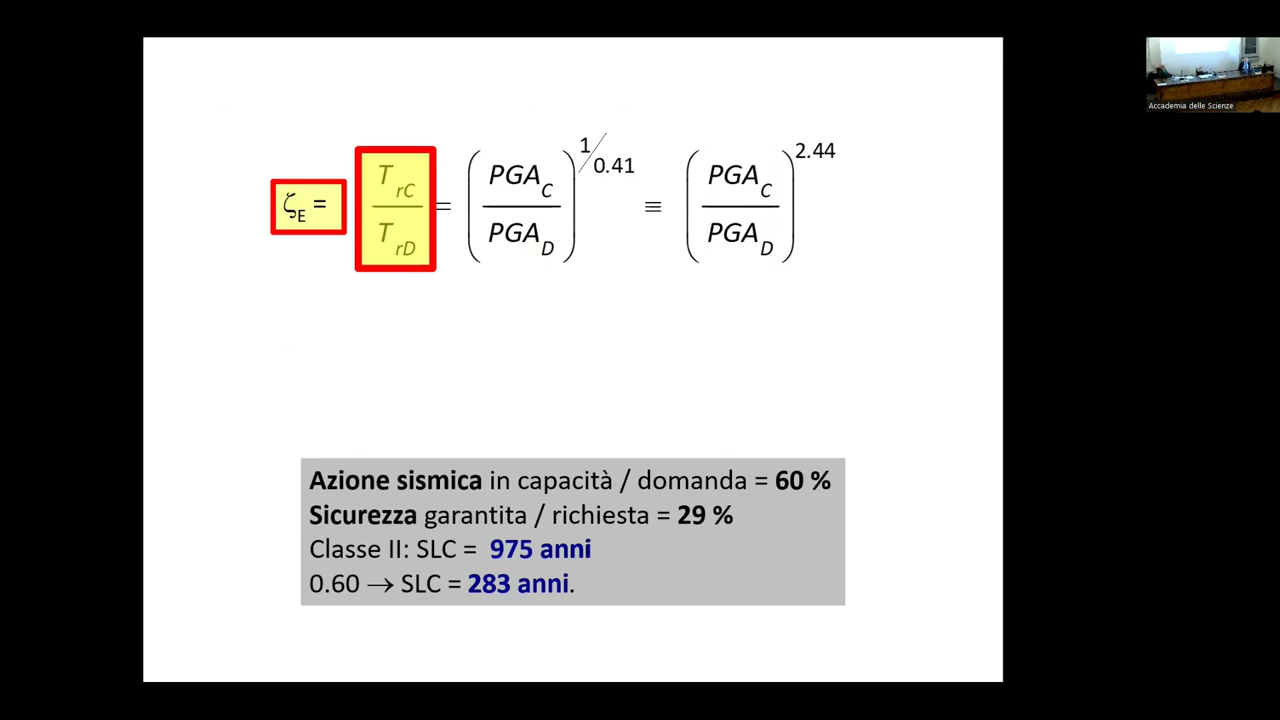 ζE = TrC / TrD = (PGAC / PGAD)^1/0.41 ≡ (PGAC / PGAD)^2.44
Azione sismica in capacità / domanda = 60 %
Sicurezza garantita / richiesta = 29 %
Classe II: SLC = 975 anni
0.60 → SLC = 283 anni.
Accademia delle Scienze